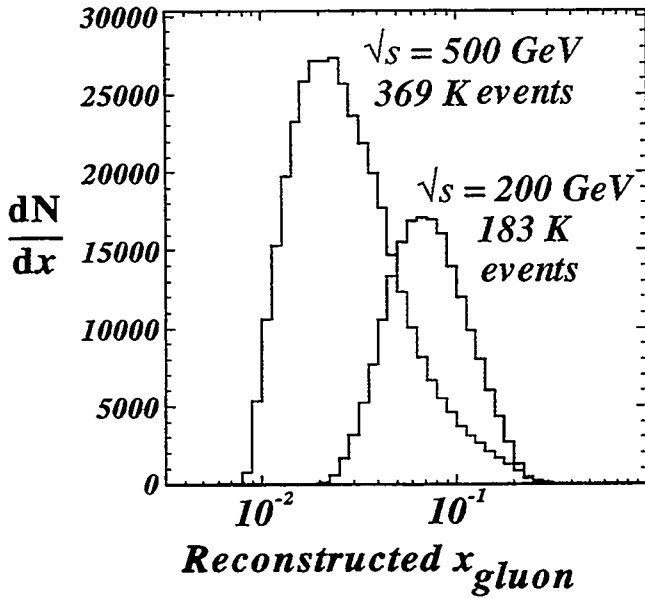 30000
25000
20000
15000
10000
5000
0
dN
dx
√s = 500 GeV
369 K events
√s = 200 GeV
183 K
events
10⁻²
10⁻¹
Reconstructed x_gluon